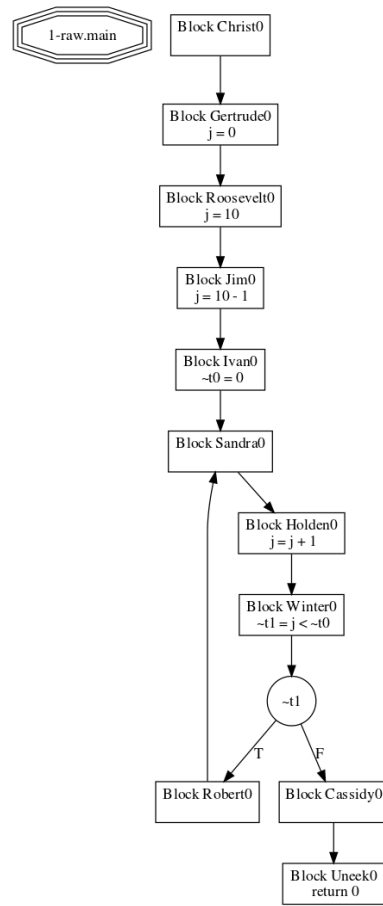 1-raw.main
Block Christ0
Block Gertrude0
j = 0
Block Roosevelt0
j = 10
Block Jim0
j = 10 - 1
Block Ivan0
~t0 = 0
Block Sandra0
Block Holden0
j = j + 1
Block Winter0
~t1 = j < ~t0
~t1
T
F
Block Robert0
Block Cassidy0
Block Uneek0
return 0